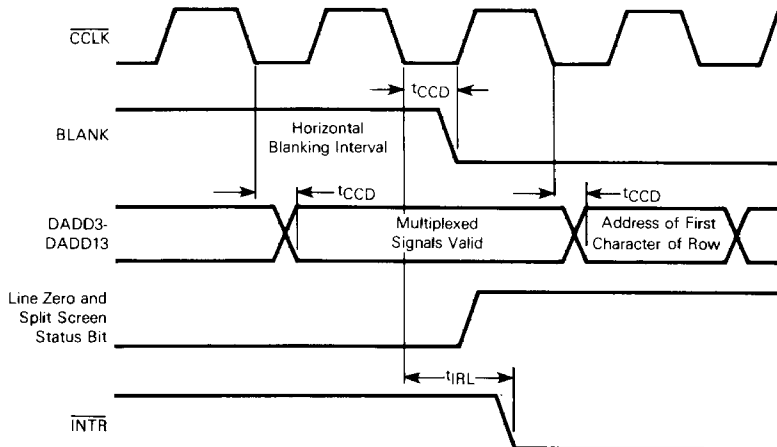 CCLK
tCCD
BLANK
Horizontal
Blanking Interval
tCCD
tCCD
DADD3-
DADD13
Multiplexed
Signals Valid
Address of First
Character of Row
Line Zero and
Split Screen
Status Bit
tIRL
INTR